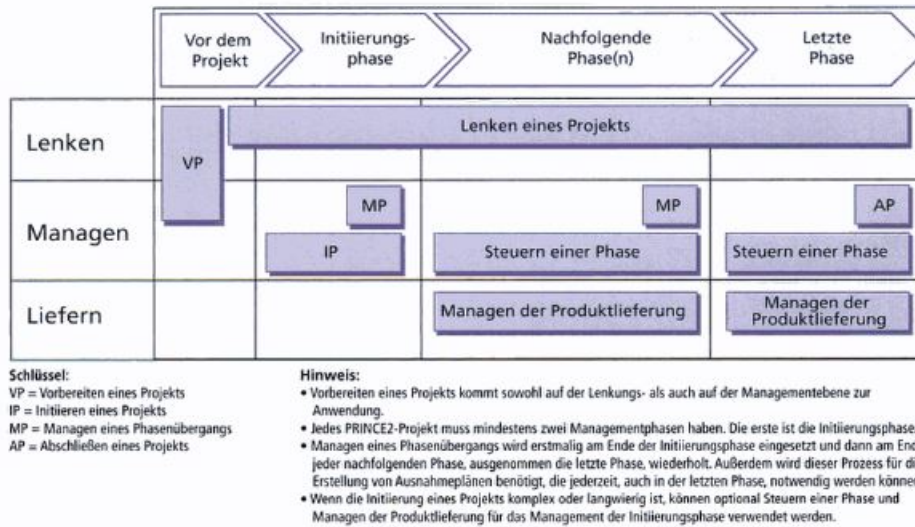 Vor dem
Projekt
Initiierungs-
phase
Nachfolgende
Phase(n)
Letzte
Phase
Lenken
VP
Lenken eines Projekts
Managen
MP
MP
AP
IP
Steuern einer Phase
Steuern einer Phase
Liefern
Managen der Produktlieferung
Managen der
Produktlieferung
Schlüssel:
VP = Vorbereiten eines Projekts
IP = Initiieren eines Projekts
MP = Managen eines Phasenübergangs
AP = Abschließen eines Projekts
Hinweis:
• Vorbereiten eines Projekts kommt sowohl auf der Lenkungs- als auch auf der Managementebene zur
Anwendung.
• Jedes PRINCE2-Projekt muss mindestens zwei Managementphasen haben. Die erste ist die Initiierungsphase
• Managen eines Phasenübergangs wird erstmalig am Ende der Initiierungsphase eingesetzt und dann am End
jeder nachfolgenden Phase, ausgenommen die letzte Phase, wiederholt. Außerdem wird dieser Prozess für di
Erstellung von Ausnahmeplänen benötigt, die jederzeit, auch in der letzten Phase, notwendig werden könne
• Wenn die Initiierung eines Projekts komplex oder langwierig ist, können optional Steuern einer Phase und
Managen der Produktlieferung für das Management der Initiierungsphase verwendet werden.